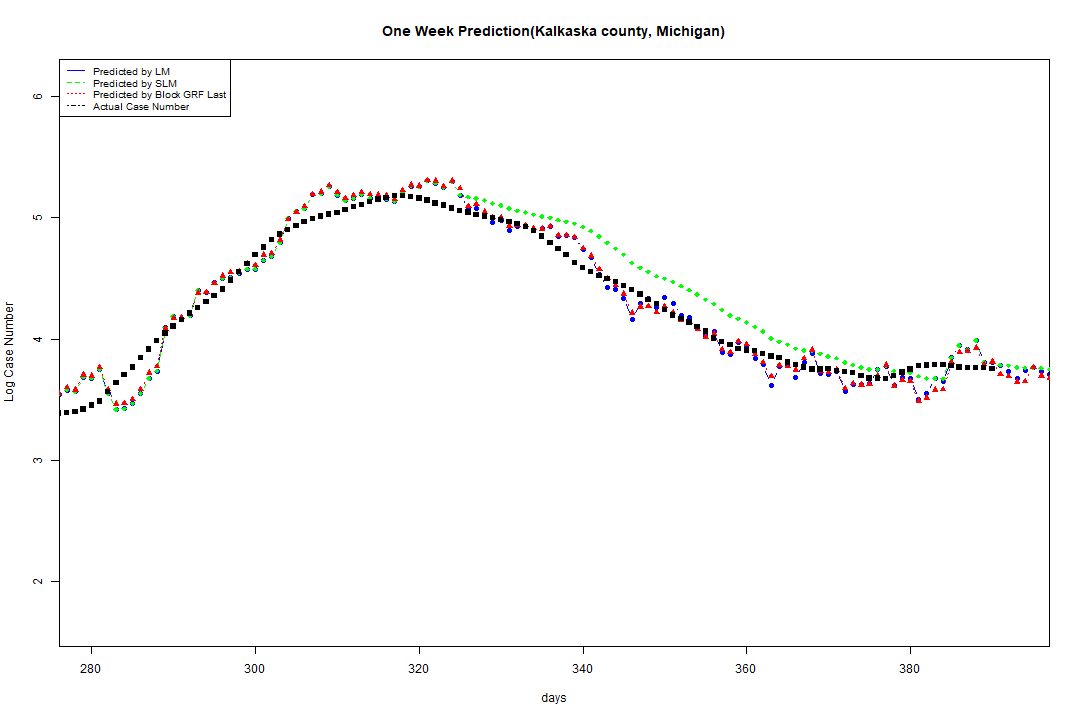 One Week Prediction(Kalkaska county, Michigan)
Predicted by LM
Predicted by SLM
Predicted by Block GRF Last
Actual Case Number
6
5
4
3
2
Log Case Number
280
300
320
340
360
380
days